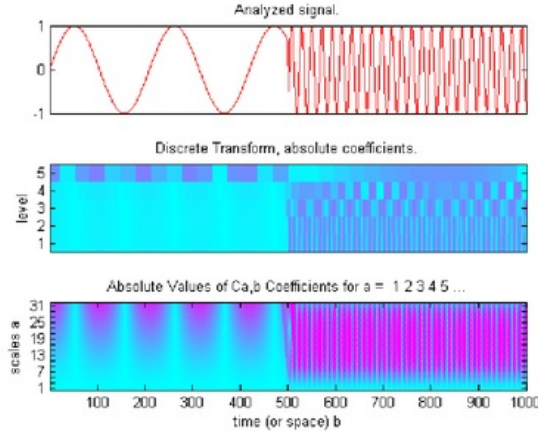 Analyzed signal.
1
0
-1
Discrete Transform, absolute coefficients.
level
5
4
3
2
1
Absolute Values of Ca,b Coefficients for a = 1 2 3 4 5 ...
scales a
31
25
19
13
7
1
100 200 300 400 500 600 700 800 900 1000
time (or space) b